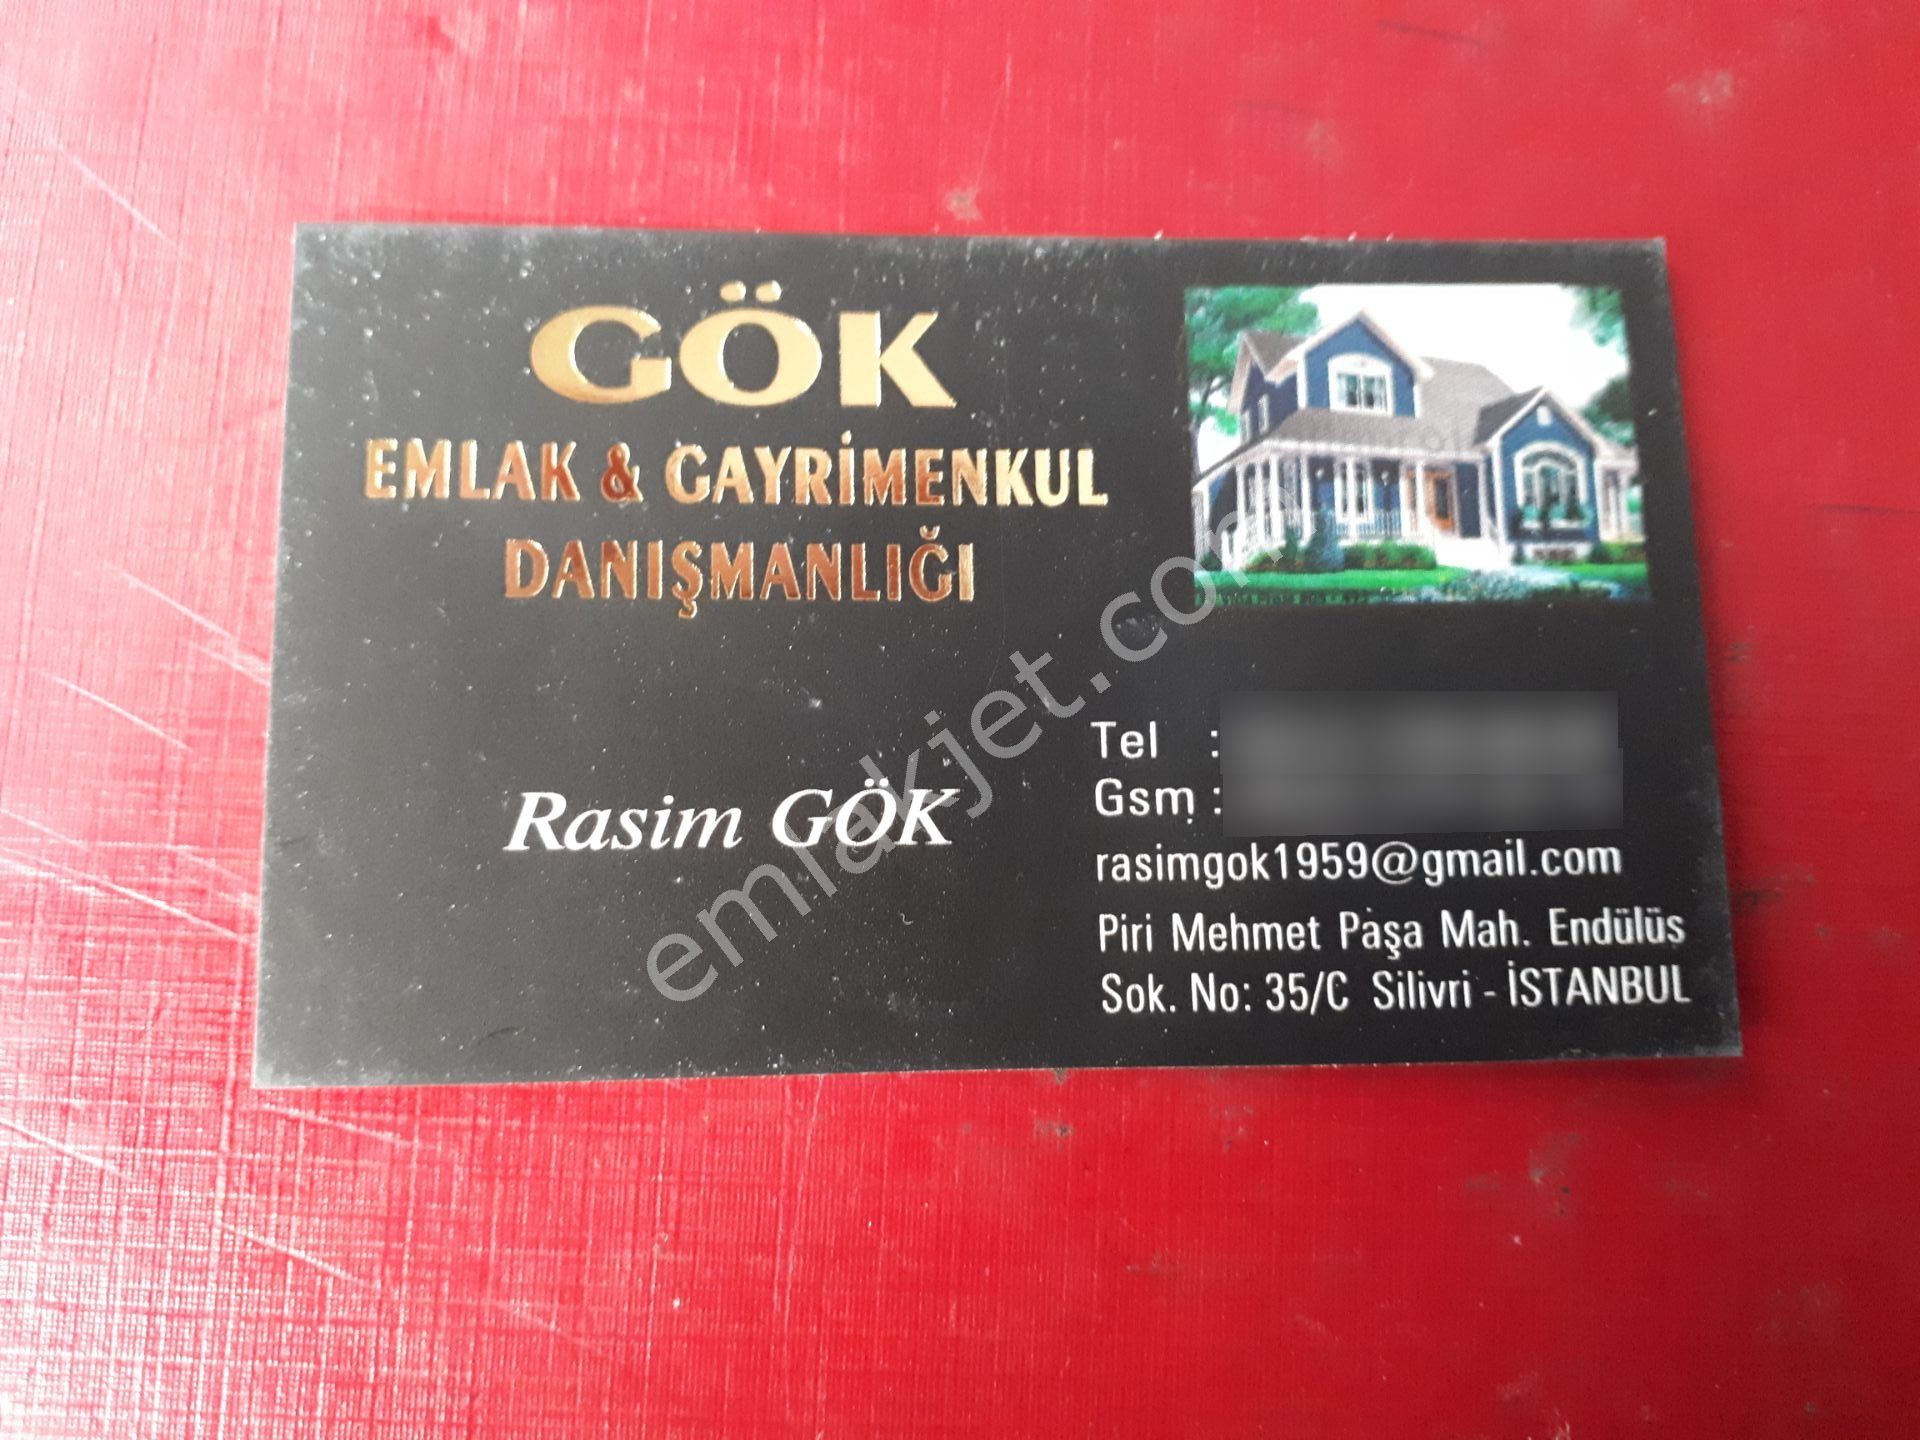 GÖK
EMLAK & GAYRİMENKUL
DANIŞMANLIĞI
Rasim GÖK
Tel :
Gsm :
rasimgok1959@gmail.com
Piri Mehmet Paşa Mah. Endülüs
Sok. No: 35/C Silivri - İSTANBUL
emlakjet.com